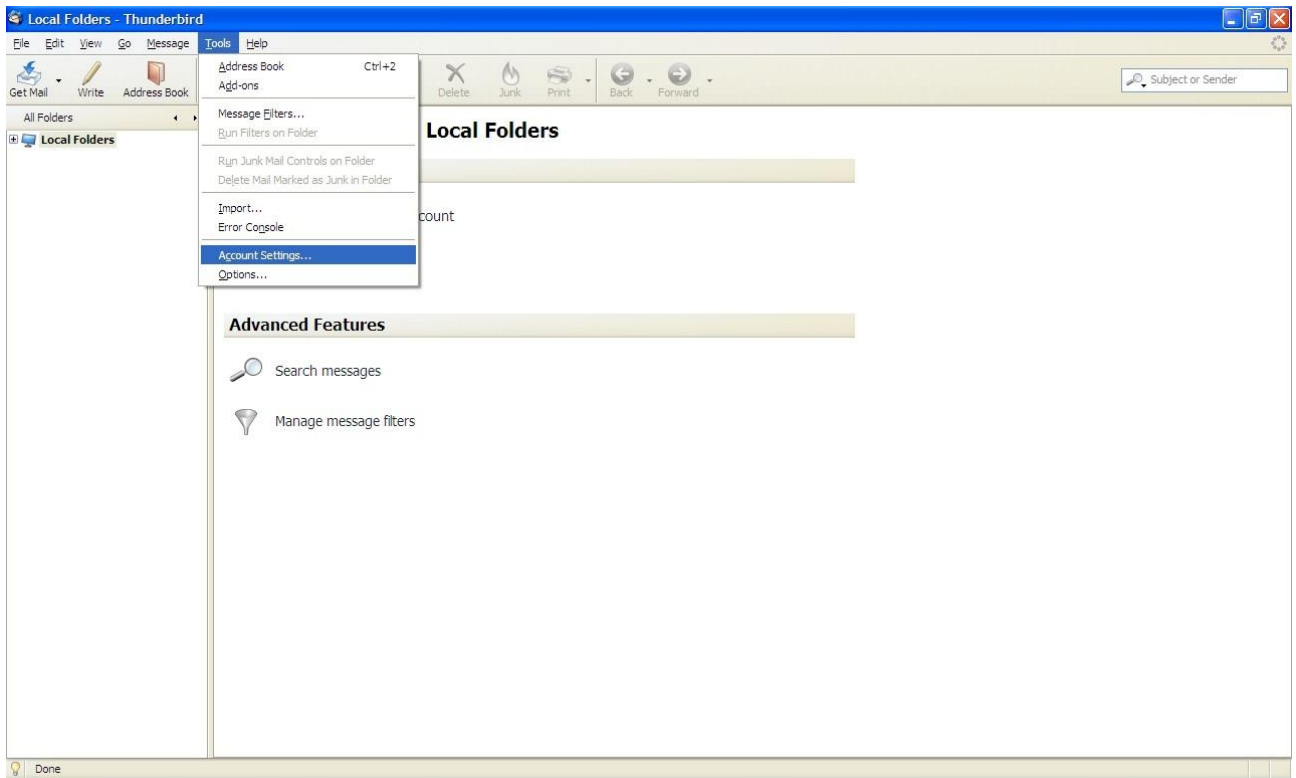 Local Folders - Thunderbird
File Edit View Go Message Tools Help
Get Mail Write Address Book Delete Junk Print Back Forward Subject or Sender
Address Book Ctrl+2
Add-ons
Message Filters...
Run Filters on Folder
Run Junk Mail Controls on Folder
Delete Mail Marked as Junk in Folder
Import...
Error Console
Account Settings...
Options...
All Folders
Local Folders
Local Folders
count
Advanced Features
Search messages
Manage message filters
Done